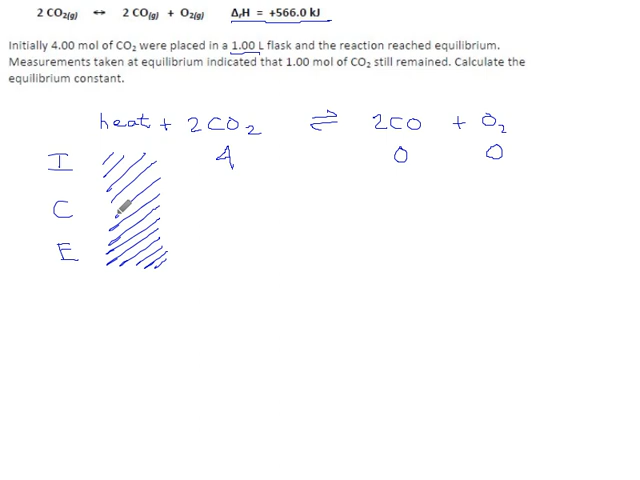 2 CO₂(g) ↔ 2 CO(g) + O₂(g) ΔᵣH = +566.0 kJ
Initially 4.00 mol of CO₂ were placed in a 1.00 L flask and the reaction reached equilibrium.
Measurements taken at equilibrium indicated that 1.00 mol of CO₂ still remained. Calculate the
equilibrium constant.
heat + 2CO₂ ⇌ 2CO + O₂
I 4 0 0
C
E